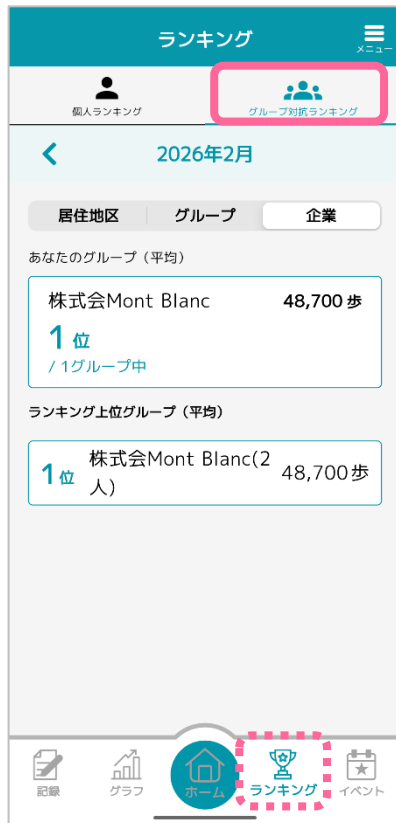 ランキング
メニュー
個人ランキング
グループ対抗ランキング
2026年2月
居住地区
グループ
企業
あなたのグループ（平均）
株式会Mont Blanc
48,700 歩
1 位
/ 1グループ中
ランキング上位グループ（平均）
1位
株式会Mont Blanc(2
人)
48,700歩
記録
グラフ
ホーム
ランキング
イベント